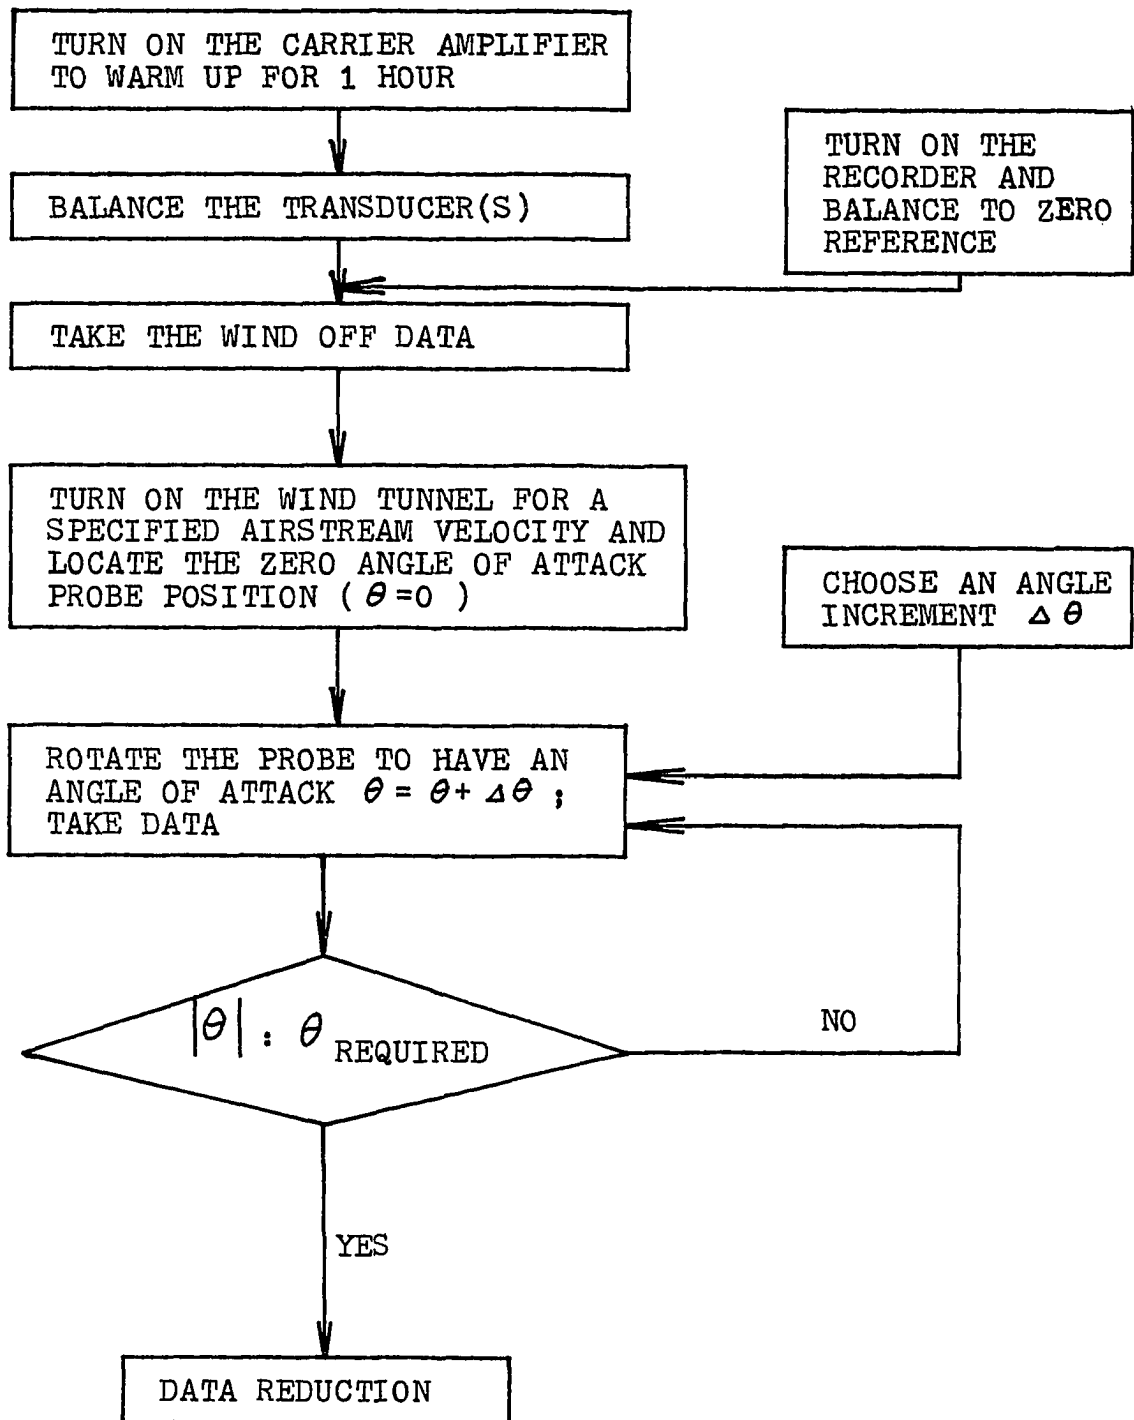 TURN ON THE CARRIER AMPLIFIER
TO WARM UP FOR 1 HOUR
TURN ON THE
RECORDER AND
BALANCE TO ZERO
REFERENCE
BALANCE THE TRANSDUCER(S)
TAKE THE WIND OFF DATA
TURN ON THE WIND TUNNEL FOR A
SPECIFIED AIRSTREAM VELOCITY AND
LOCATE THE ZERO ANGLE OF ATTACK
PROBE POSITION ( θ =0 )
CHOOSE AN ANGLE
INCREMENT Δ θ
ROTATE THE PROBE TO HAVE AN
ANGLE OF ATTACK θ = θ + Δ θ ;
TAKE DATA
|θ| : θ REQUIRED
NO
YES
DATA REDUCTION